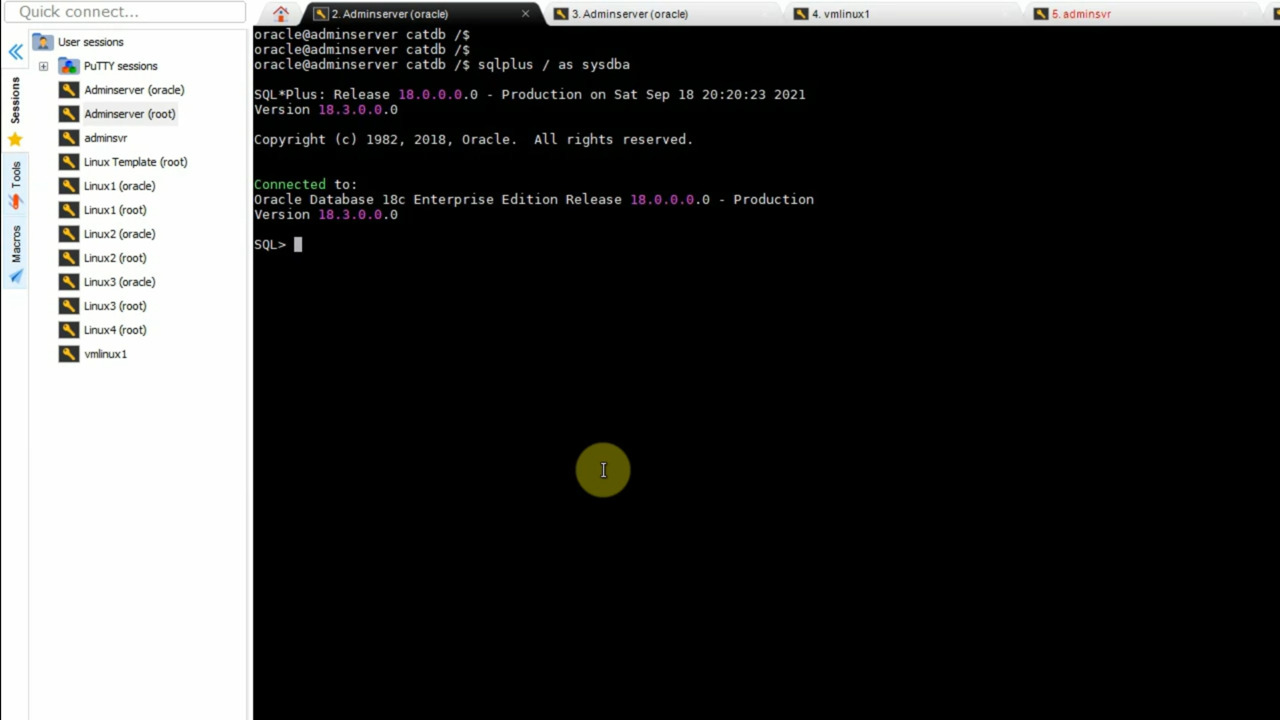 Quick connect...
2. Adminserver (oracle)
3. Adminserver (oracle)
4. vmlinux1
5. adminsvr
Sessions
Tools
Macros
User sessions
PuTTY sessions
Adminserver (oracle)
Adminserver (root)
adminsvr
Linux Template (root)
Linux1 (oracle)
Linux1 (root)
Linux2 (oracle)
Linux2 (root)
Linux3 (oracle)
Linux3 (root)
Linux4 (root)
vmlinux1
oracle@adminserver catdb /$
oracle@adminserver catdb /$
oracle@adminserver catdb /$ sqlplus / as sysdba
SQL*Plus: Release 18.0.0.0.0 - Production on Sat Sep 18 20:20:23 2021
Version 18.3.0.0.0
Copyright (c) 1982, 2018, Oracle.  All rights reserved.
Connected to:
Oracle Database 18c Enterprise Edition Release 18.0.0.0.0 - Production
Version 18.3.0.0.0
SQL>